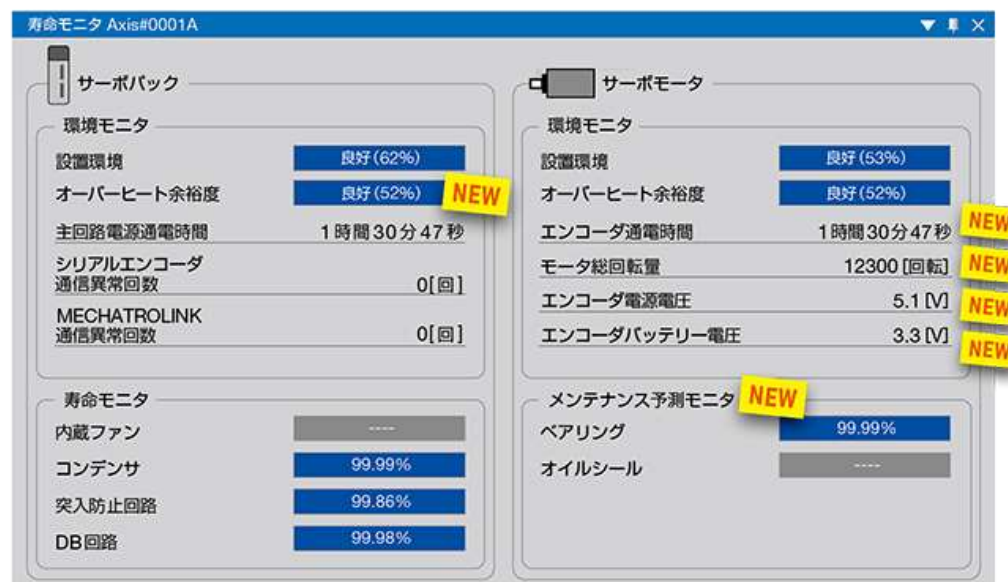 寿命モニタ Axis#0001A
サーボパック
環境モニタ
設置環境 良好(62%)
オーバーヒート余裕度 良好(52%) NEW
主回路電源通電時間 1時間30分47秒
シリアルエンコーダ
通信異常回数 0[回]
MECHATROLINK
通信異常回数 0[回]
寿命モニタ
内蔵ファン ----
コンデンサ 99.99%
突入防止回路 99.86%
DB回路 99.98%
サーボモータ
環境モニタ
設置環境 良好(53%)
オーバーヒート余裕度 良好(52%)
エンコーダ通電時間 1時間30分47秒 NEW
モータ総回転量 12300[回転] NEW
エンコーダ電源電圧 5.1[V] NEW
エンコーダバッテリー電圧 3.3[V] NEW
メンテナンス予測モニタ NEW
ベアリング 99.99%
オイルシール ----